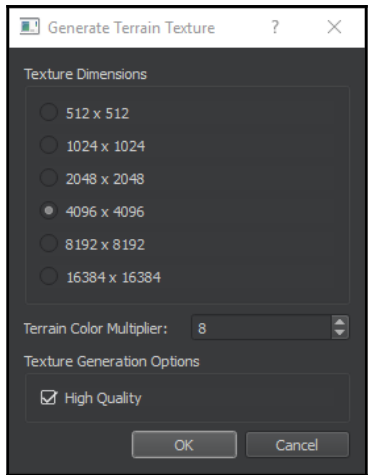 Generate Terrain Texture
?
Texture Dimensions
512 x 512
1024 x 1024
2048 x 2048
4096 x 4096
8192 x 8192
16384 x 16384
Terrain Color Multiplier: 8
Texture Generation Options
High Quality
OK Cancel